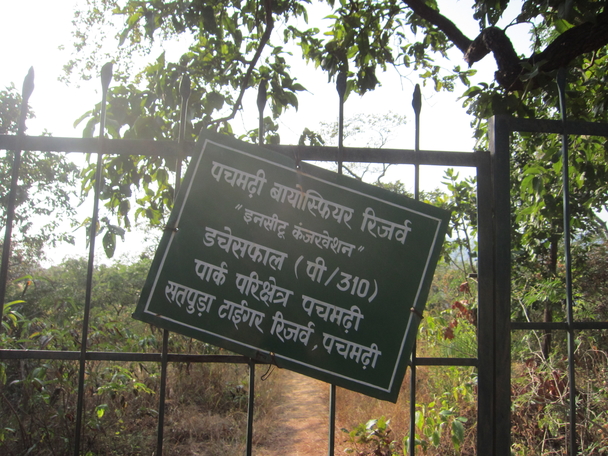 पचमढ़ी बायोस्फियर रिजर्व
"इनसीटू कंजरवेशन"
डचेसफाल (पी/310)
पार्क परिक्षेत्र पचमढ़ी
सतपुड़ा टाईगर रिजर्व, पचमढ़ी